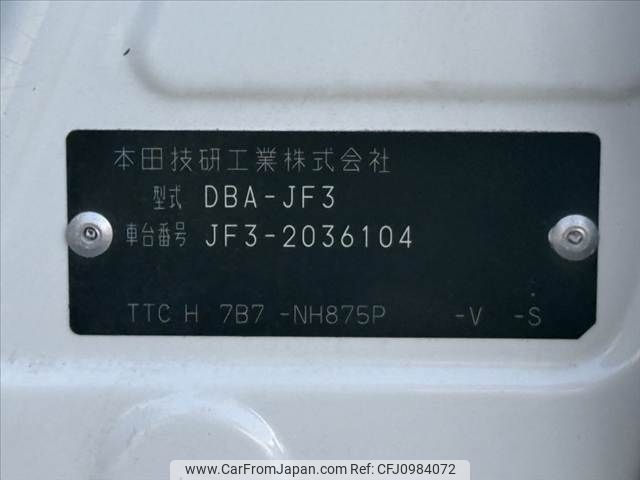 本田技研工業株式会社
型式 DBA-JF3
車台番号 JF3-2036104
TTC H 7B7 -NH875P -V -S
www.CarFromJapan.com | CFJ0984072